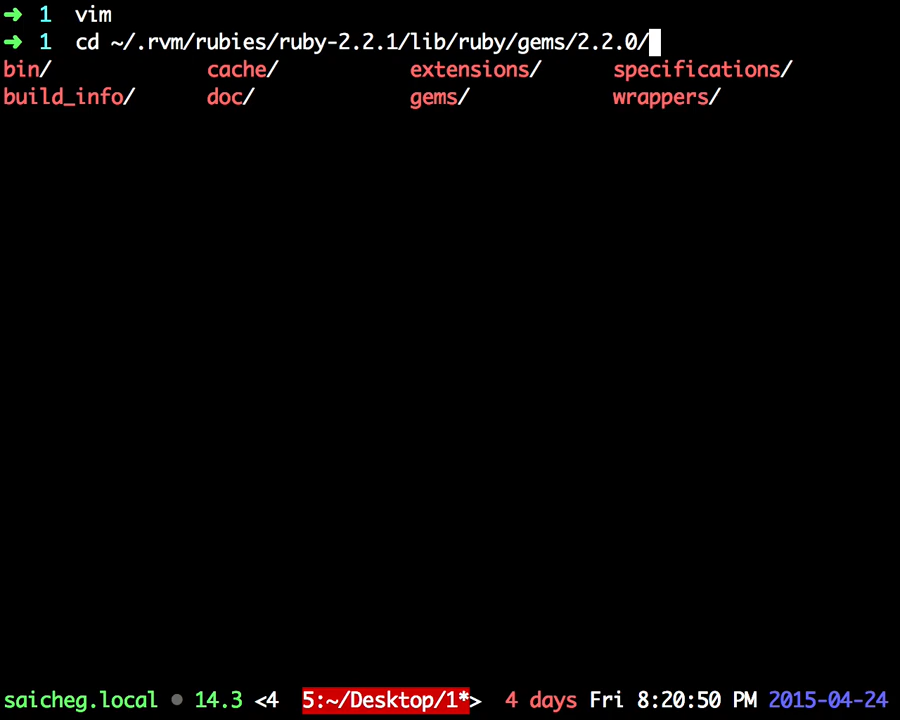 ➜ 1 vim
➜ 1 cd ~/.rvm/rubies/ruby-2.2.1/lib/ruby/gems/2.2.0/
bin/ cache/ extensions/ specifications/
build_info/ doc/ gems/ wrappers/
saicheg.local ● 14.3 <4 5:~/Desktop/1*> 4 days Fri 8:20:50 PM 2015-04-24